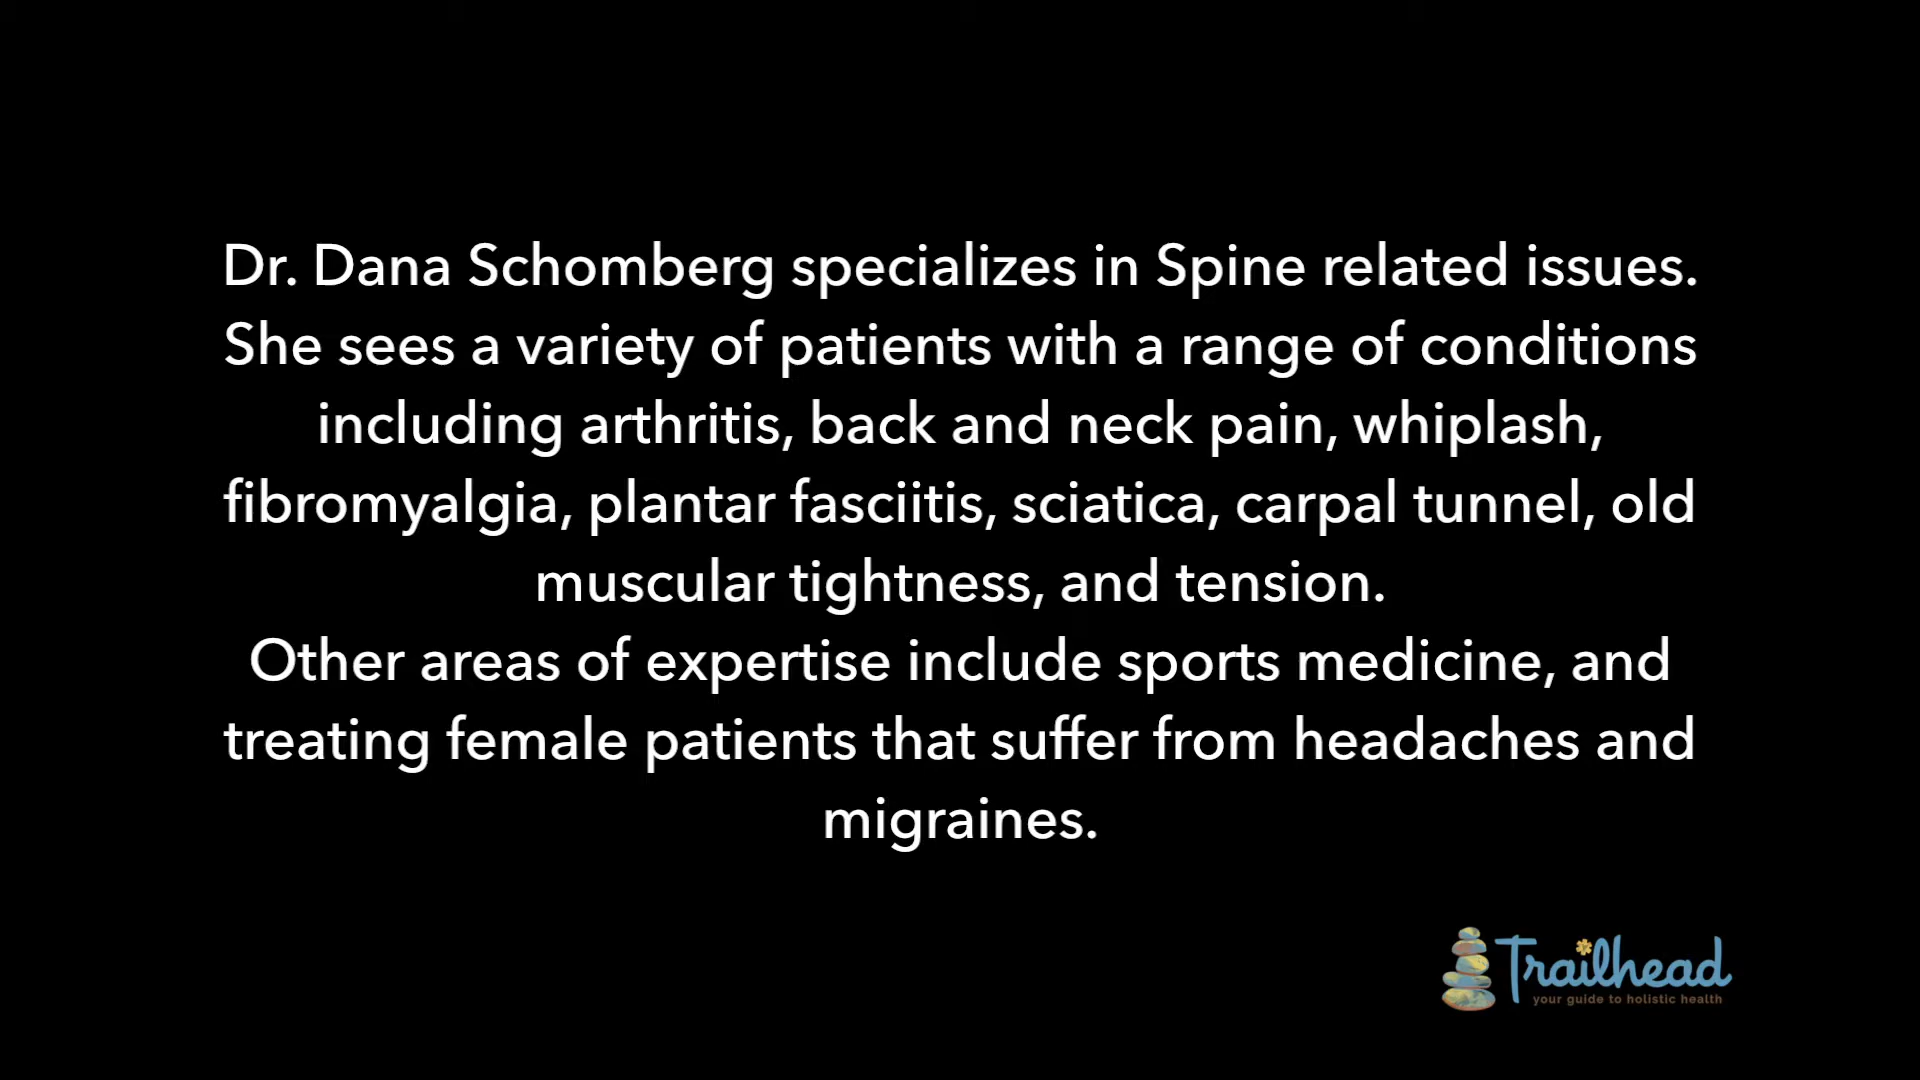 Dr. Dana Schomberg specializes in Spine related issues.
She sees a variety of patients with a range of conditions
including arthritis, back and neck pain, whiplash,
fibromyalgia, plantar fasciitis, sciatica, carpal tunnel, old
muscular tightness, and tension.
Other areas of expertise include sports medicine, and
treating female patients that suffer from headaches and
migraines.
Trailhead
your guide to holistic health